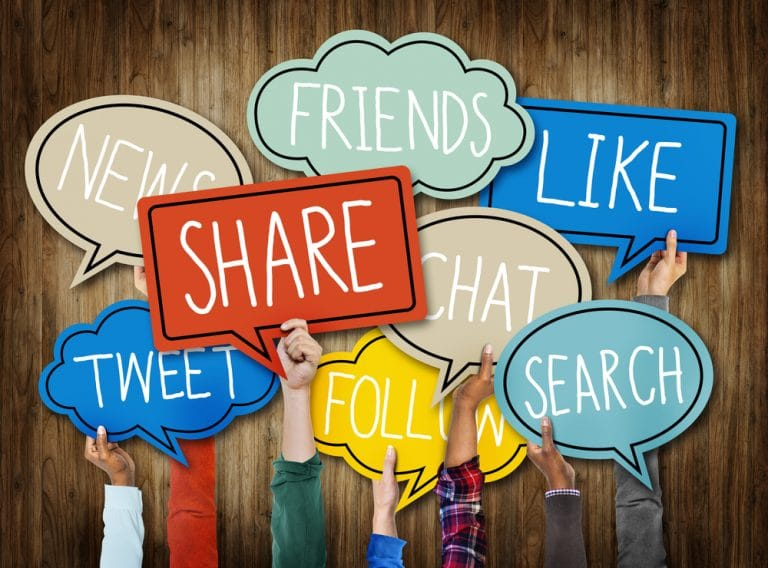 FRIENDS
NEWS
LIKE
SHARE
CHAT
TWEET
FOLLOW
SEARCH